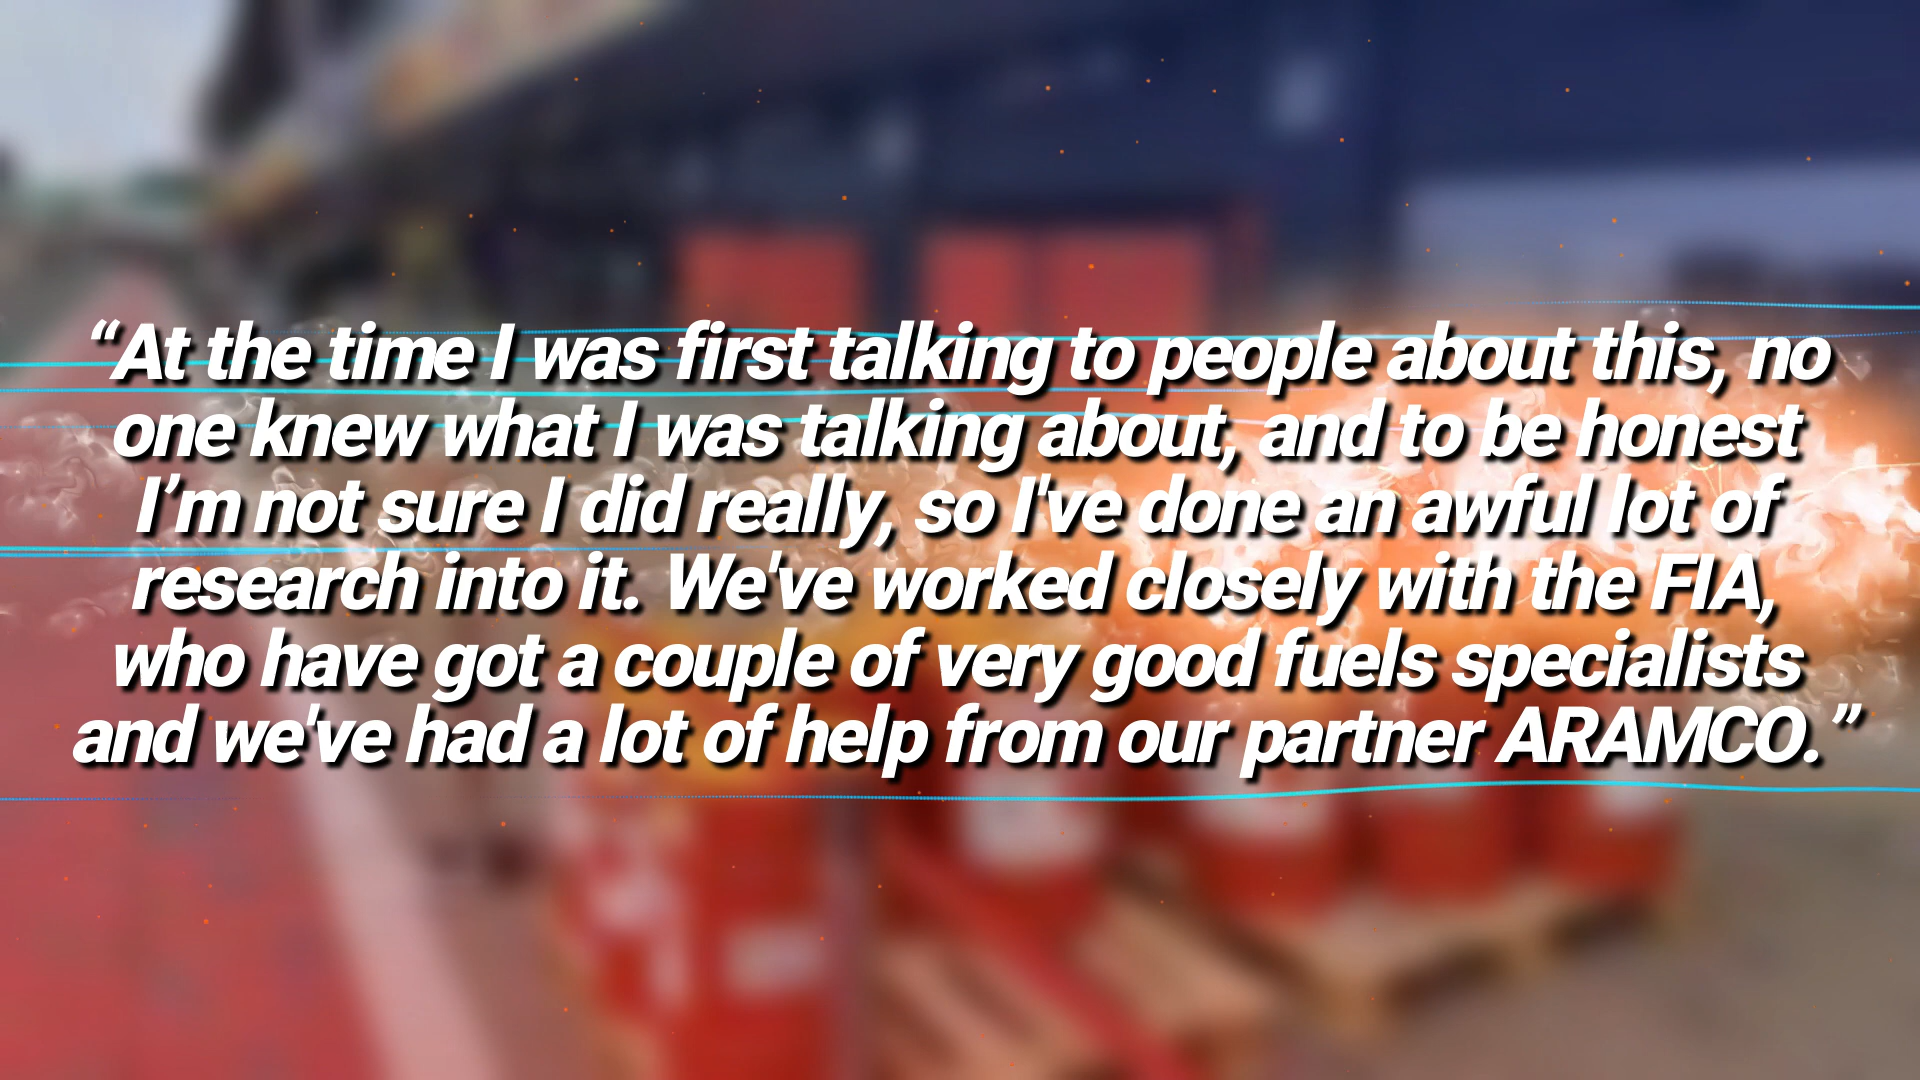 “At the time I was first talking to people about this, no
one knew what I was talking about, and to be honest
I’m not sure I did really, so I've done an awful lot of
research into it. We've worked closely with the FIA,
who have got a couple of very good fuels specialists
and we've had a lot of help from our partner ARAMCO.”